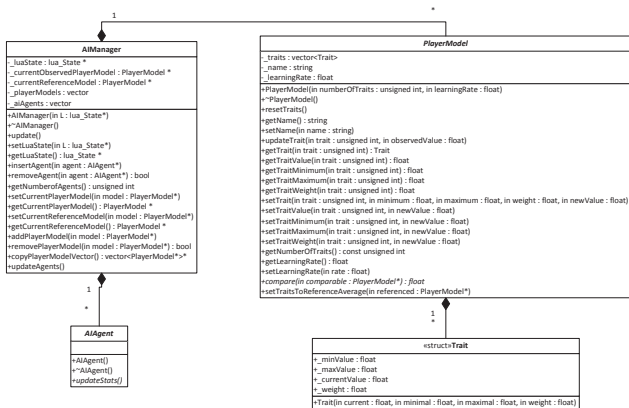 1
*
AIManager
-_luaState : lua_State *
-_currentObservedPlayerModel : PlayerModel *
-_currentReferenceModel : PlayerModel *
-_playerModels : vector
-_aiAgents : vector
+AIManager(in L : lua_State*)
+~AIManager()
+update()
+setLuaState(in L : lua_State*)
+getLuaState() : lua_State *
+insertAgent(in agent : AIAgent*)
+removeAgent(in agent : AIAgent*) : bool
+getNumberofAgents() : unsigned int
+setCurrentPlayerModel(in model : PlayerModel*)
+getCurrentPlayerModel() : PlayerModel *
+setCurrentReferenceModel(in model : PlayerModel*)
+getCurrentReferenceModel() : PlayerModel *
+addPlayerModel(in model : PlayerModel*)
+removePlayerModel(in model : PlayerModel*) : bool
+copyPlayerModelVector() : vector<PlayerModel*>*
+updateAgents()
1
*
AIAgent
+AIAgent()
+~AIAgent()
+updateStats()
PlayerModel
-_traits : vector<Trait>
-_name : string
-_learningRate : float
+PlayerModel(in numberOfTraits : unsigned int, in learningRate : float)
+~PlayerModel()
+resetTraits()
+getName() : string
+setName(in name : string)
+updateTrait(in trait : unsigned int, in observedValue : float)
+getTrait(in trait : unsigned int) : Trait
+getTraitValue(in trait : unsigned int) : float
+getTraitMinimum(in trait : unsigned int) : float
+getTraitMaximum(in trait : unsigned int) : float
+getTraitWeight(in trait : unsigned int) : float
+setTrait(in trait : unsigned int, in minimum : float, in maximum : float, in weight : float, in newValue : float)
+setTraitValue(in trait : unsigned int, in newValue : float)
+setTraitMinimum(in trait : unsigned int, in newValue : float)
+setTraitMaximum(in trait : unsigned int, in newValue : float)
+setTraitWeight(in trait : unsigned int, in newValue : float)
+getNumberOfTraits() : const unsigned int
+getLearningRate() : float
+setLearningRate(in rate : float)
+compare(in comparable : PlayerModel*) : float
+setTraitsToReferenceAverage(in referenced : PlayerModel*)
1
*
«struct»Trait
+_minValue : float
+_maxValue : float
+_currentValue : float
+_weight : float
+Trait(in current : float, in minimal : float, in maximal : float, in weight : float)